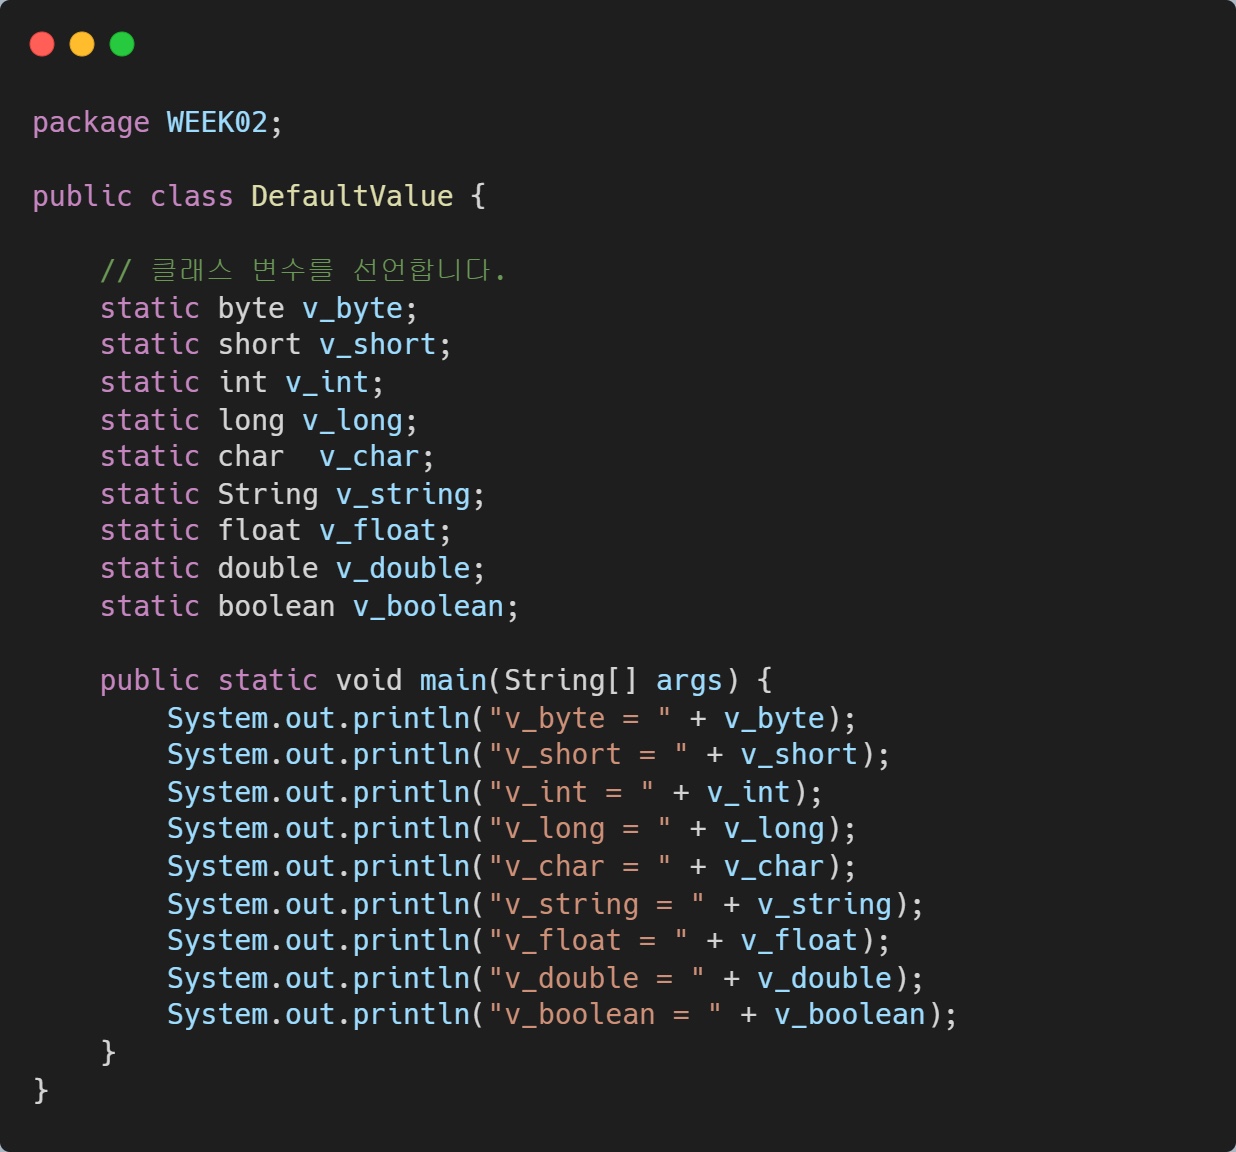 package WEEK02;

public class DefaultValue {

    // 클래스 변수를 선언합니다.
    static byte v_byte;
    static short v_short;
    static int v_int;
    static long v_long;
    static char  v_char;
    static String v_string;
    static float v_float;
    static double v_double;
    static boolean v_boolean;

    public static void main(String[] args) {
        System.out.println("v_byte = " + v_byte);
        System.out.println("v_short = " + v_short);
        System.out.println("v_int = " + v_int);
        System.out.println("v_long = " + v_long);
        System.out.println("v_char = " + v_char);
        System.out.println("v_string = " + v_string);
        System.out.println("v_float = " + v_float);
        System.out.println("v_double = " + v_double);
        System.out.println("v_boolean = " + v_boolean);
    }
}